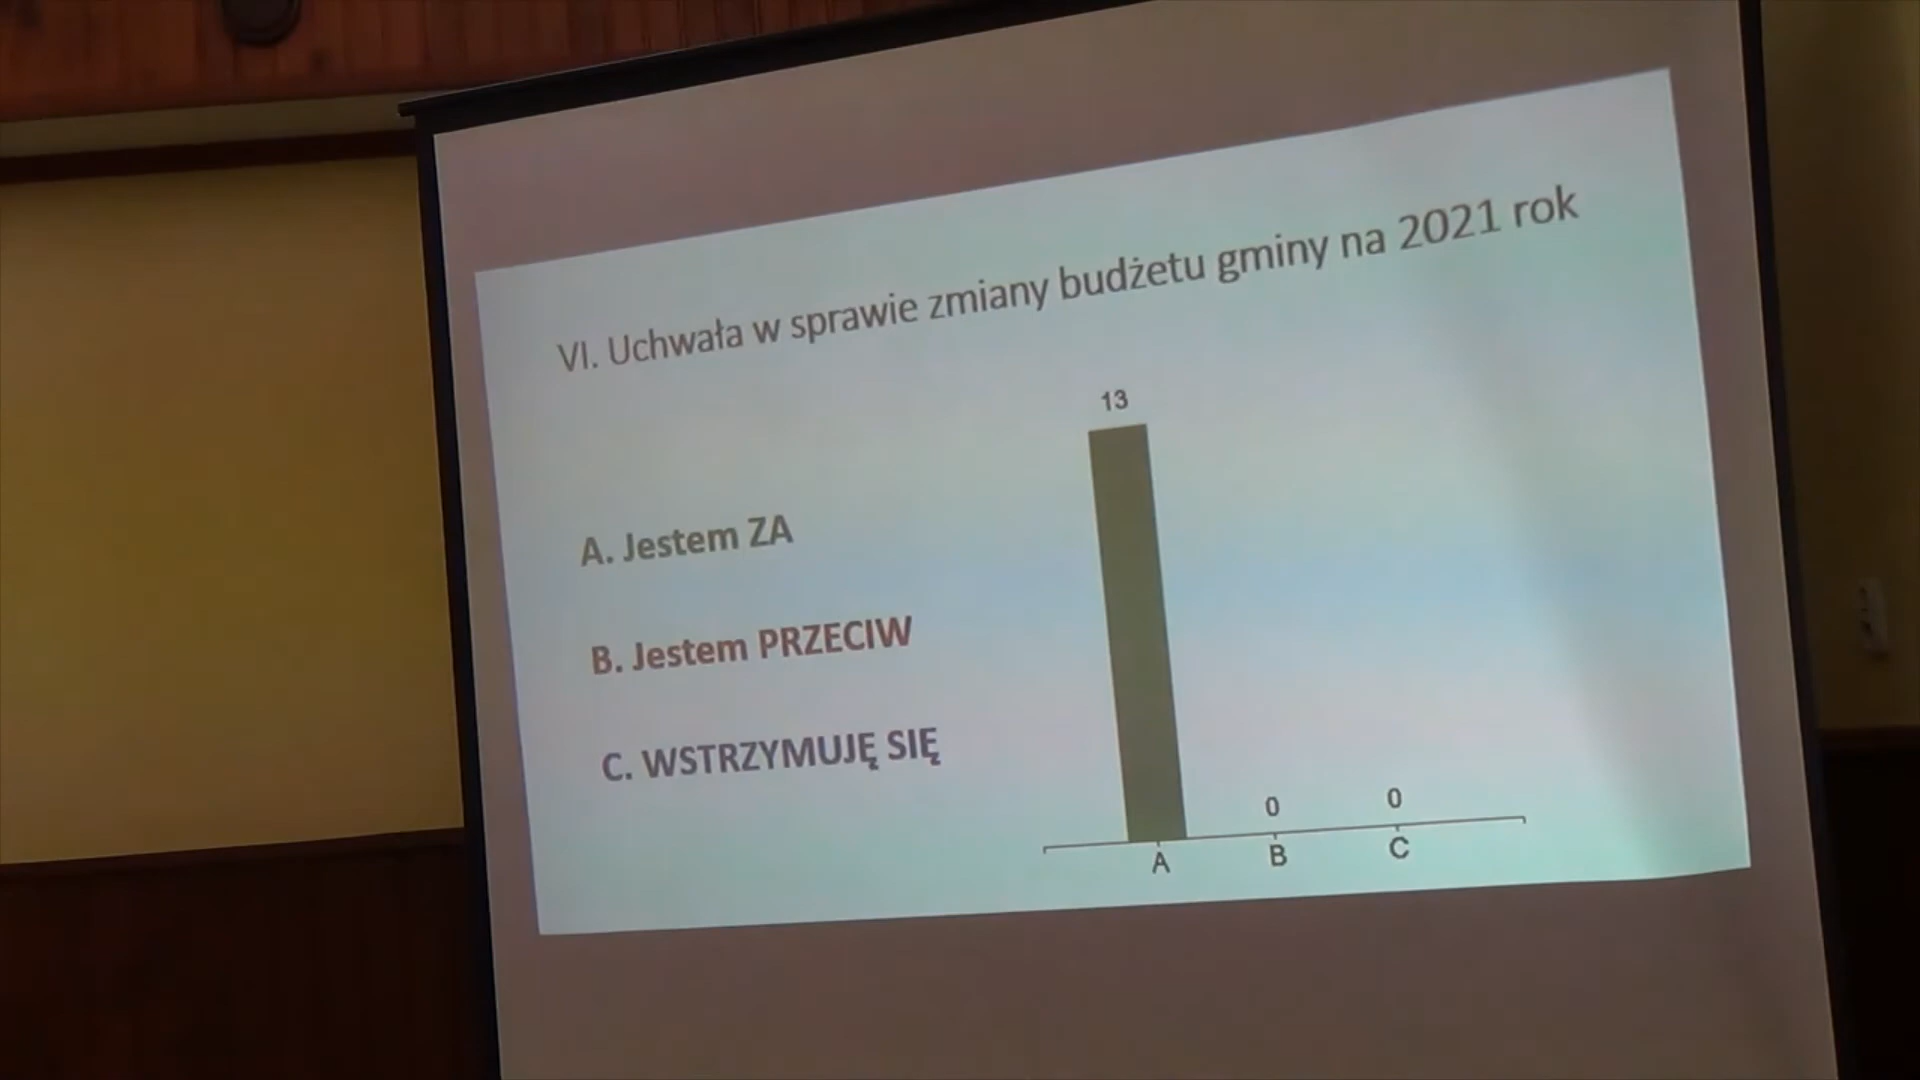 VI. Uchwała w sprawie zmiany budżetu gminy na 2021 rok
13
A. Jestem ZA
B. Jestem PRZECIW
C. WSTRZYMUJĘ SIĘ
0 0
A B C